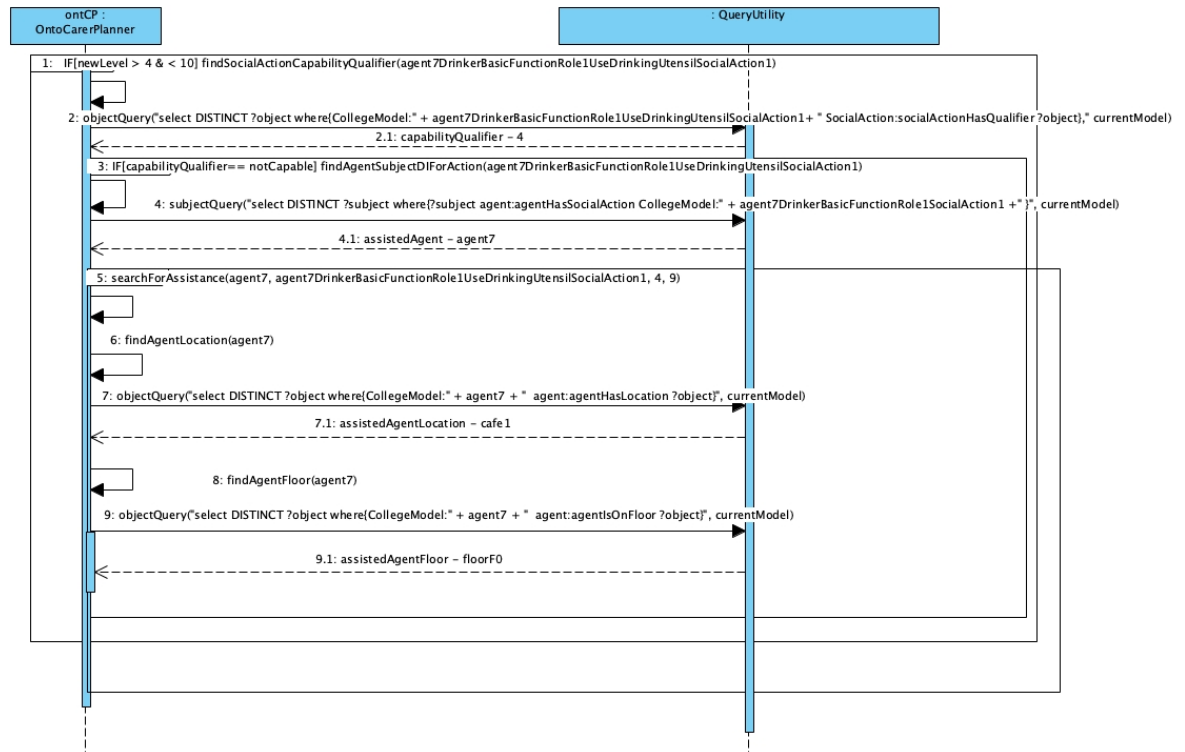 ontCP :
OntoCarerPlanner
: QueryUtility
1: IF[newLevel > 4 & < 10] findSocialActionCapabilityQualifier(agent7DrinkerBasicFunctionRole1UseDrinkingUtensilSocialAction1)
2: objectQuery("select DISTINCT ?object where{CollegeModel:" + agent7DrinkerBasicFunctionRole1UseDrinkingUtensilSocialAction1+ " SocialAction:socialActionHasQualifier ?object}," currentModel)
2.1: capabilityQualifier - 4
3: IF[capabilityQualifier== notCapable] findAgentSubjectDIForAction(agent7DrinkerBasicFunctionRole1UseDrinkingUtensilSocialAction1)
4: subjectQuery("select DISTINCT ?subject where{?subject agent:agentHasSocialAction CollegeModel:" + agent7DrinkerBasicFunctionRole1SocialAction1 +" }", currentModel)
4.1: assistedAgent - agent7
5: searchForAssistance(agent7, agent7DrinkerBasicFunctionRole1UseDrinkingUtensilSocialAction1, 4, 9)
6: findAgentLocation(agent7)
7: objectQuery("select DISTINCT ?object where{CollegeModel:" + agent7 + " agent:agentHasLocation ?object}", currentModel)
7.1: assistedAgentLocation - cafe1
8: findAgentFloor(agent7)
9: objectQuery("select DISTINCT ?object where{CollegeModel:" + agent7 + " agent:agentIsOnFloor ?object}", currentModel)
9.1: assistedAgentFloor - floorF0